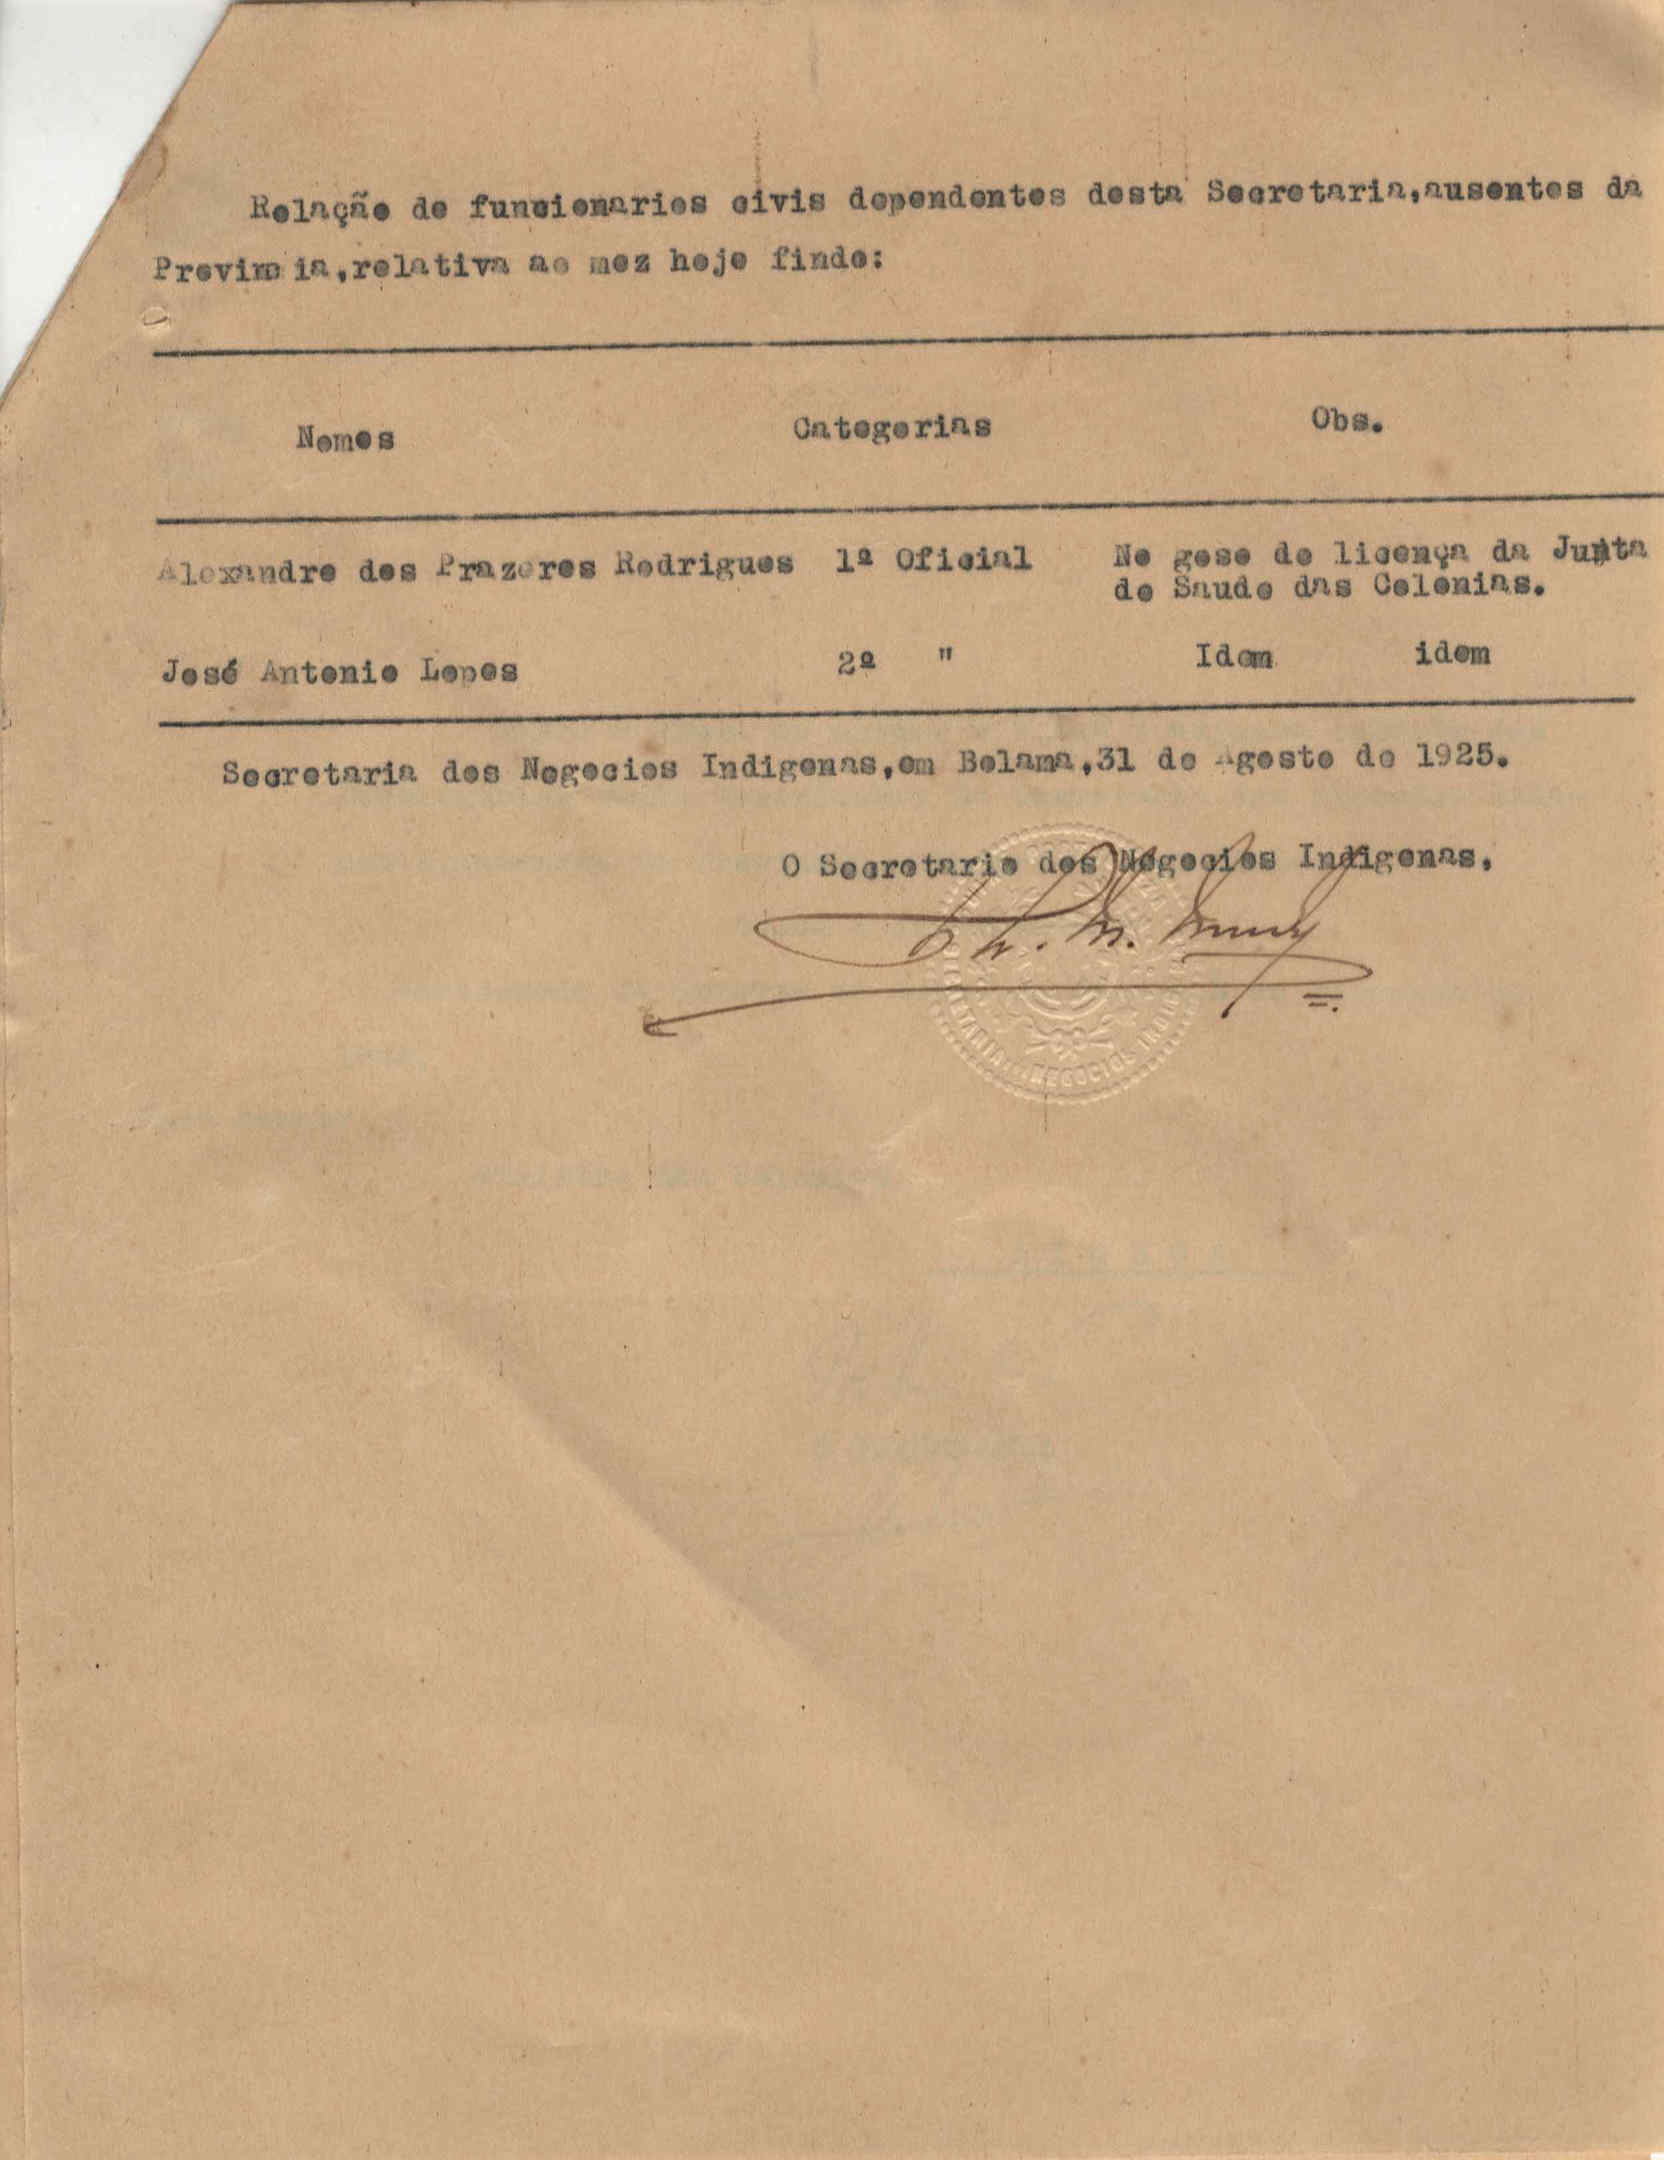 Relação de funcionarios civis dependentes desta Secretaria,ausentes da
Provincia,relativa ao mez hoje findo:
Nomes Categorias Obs.
Alexandre dos Prazeres Rodrigues 1º Oficial No goso de licença da Junta
de Saude das Colonias.
José Antonio Lopes 2º " Idem idem
Secretaria dos Negocios Indigenas,em Bolama,31 de Agosto de 1925.
O Secretario dos Negocios Indigenas,